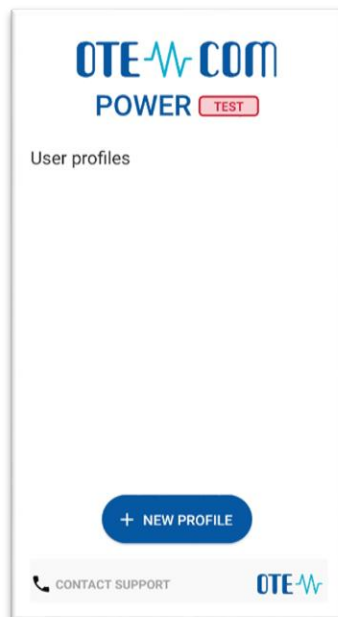 OTE COM
POWER TEST
User profiles
+ NEW PROFILE
CONTACT SUPPORT OTE